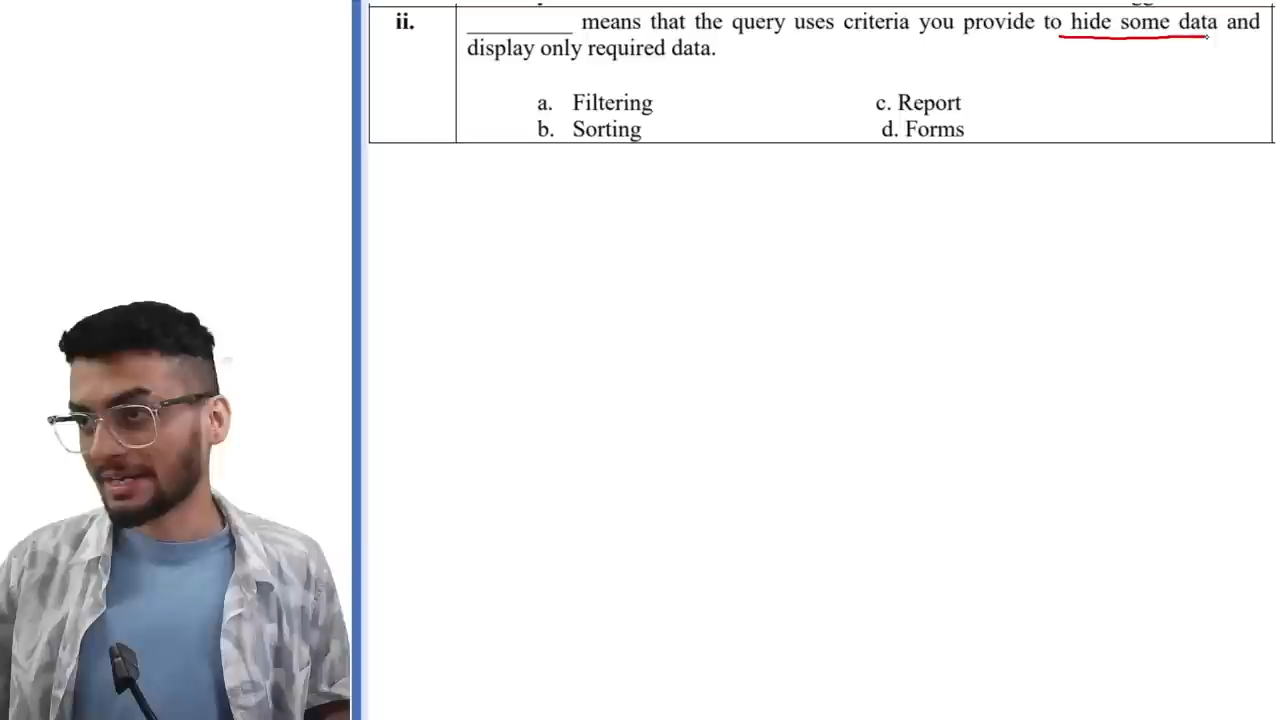 ii.
__________ means that the query uses criteria you provide to hide some data and
display only required data.
a. Filtering
c. Report
b. Sorting
d. Forms